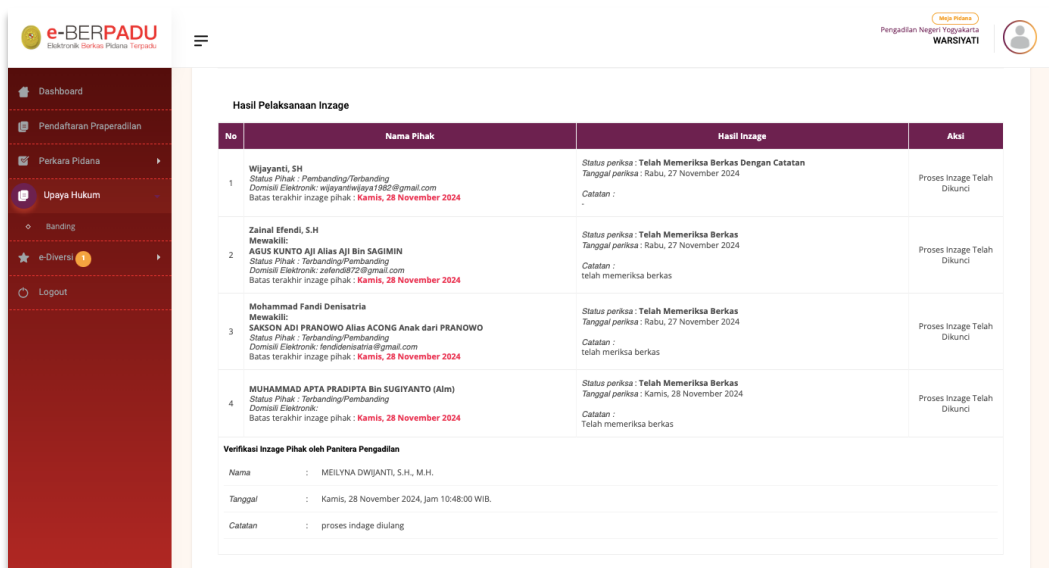 e-BERPADU
Elektronik Berkas Pidana Terpadu
Meja Pidana
Pengadilan Negeri Yogyakarta
WARSIYATI
Dashboard
Pendaftaran Praperadilan
Perkara Pidana
Upaya Hukum
Banding
e-Diversi 1
Logout
Hasil Pelaksanaan Inzage
No Nama Pihak Hasil Inzage Aksi
1
Wijayanti, SH
Status Pihak : Pembanding/Terbanding
Domisili Elektronik: wijayantiwijaya1982@gmail.com
Batas terakhir inzage pihak : Kamis, 28 November 2024
Status periksa : Telah Memeriksa Berkas Dengan Catatan
Tanggal periksa : Rabu, 27 November 2024
Catatan :
-
Proses Inzage Telah
Dikunci
2
Zainal Efendi, S.H
Mewakili:
AGUS KUNTO AJI Alias AJI Bin SAGIMIN
Status Pihak : Terbanding/Pembanding
Domisili Elektronik: zefendi872@gmail.com
Batas terakhir inzage pihak : Kamis, 28 November 2024
Status periksa : Telah Memeriksa Berkas
Tanggal periksa : Rabu, 27 November 2024
Catatan :
telah memeriksa berkas
Proses Inzage Telah
Dikunci
3
Mohammad Fandi Denisatria
Mewakili:
SAKSON ADI PRANOWO Alias ACONG Anak dari PRANOWO
Status Pihak : Terbanding/Pembanding
Domisili Elektronik: fendidenisatria@gmail.com
Batas terakhir inzage pihak : Kamis, 28 November 2024
Status periksa : Telah Memeriksa Berkas
Tanggal periksa : Rabu, 27 November 2024
Catatan :
telah meriksa berkas
Proses Inzage Telah
Dikunci
4
MUHAMMAD APTA PRADIPTA Bin SUGIYANTO (Alm)
Status Pihak : Terbanding/Pembanding
Domisili Elektronik:
Batas terakhir inzage pihak : Kamis, 28 November 2024
Status periksa : Telah Memeriksa Berkas
Tanggal periksa : Kamis, 28 November 2024
Catatan :
Telah memeriksa berkas
Proses Inzage Telah
Dikunci
Verifikasi Inzage Pihak oleh Panitera Pengadilan
Nama : MEILYNA DWIJANTI, S.H., M.H.
Tanggal : Kamis, 28 November 2024, Jam 10:48:00 WIB.
Catatan : proses indage diulang